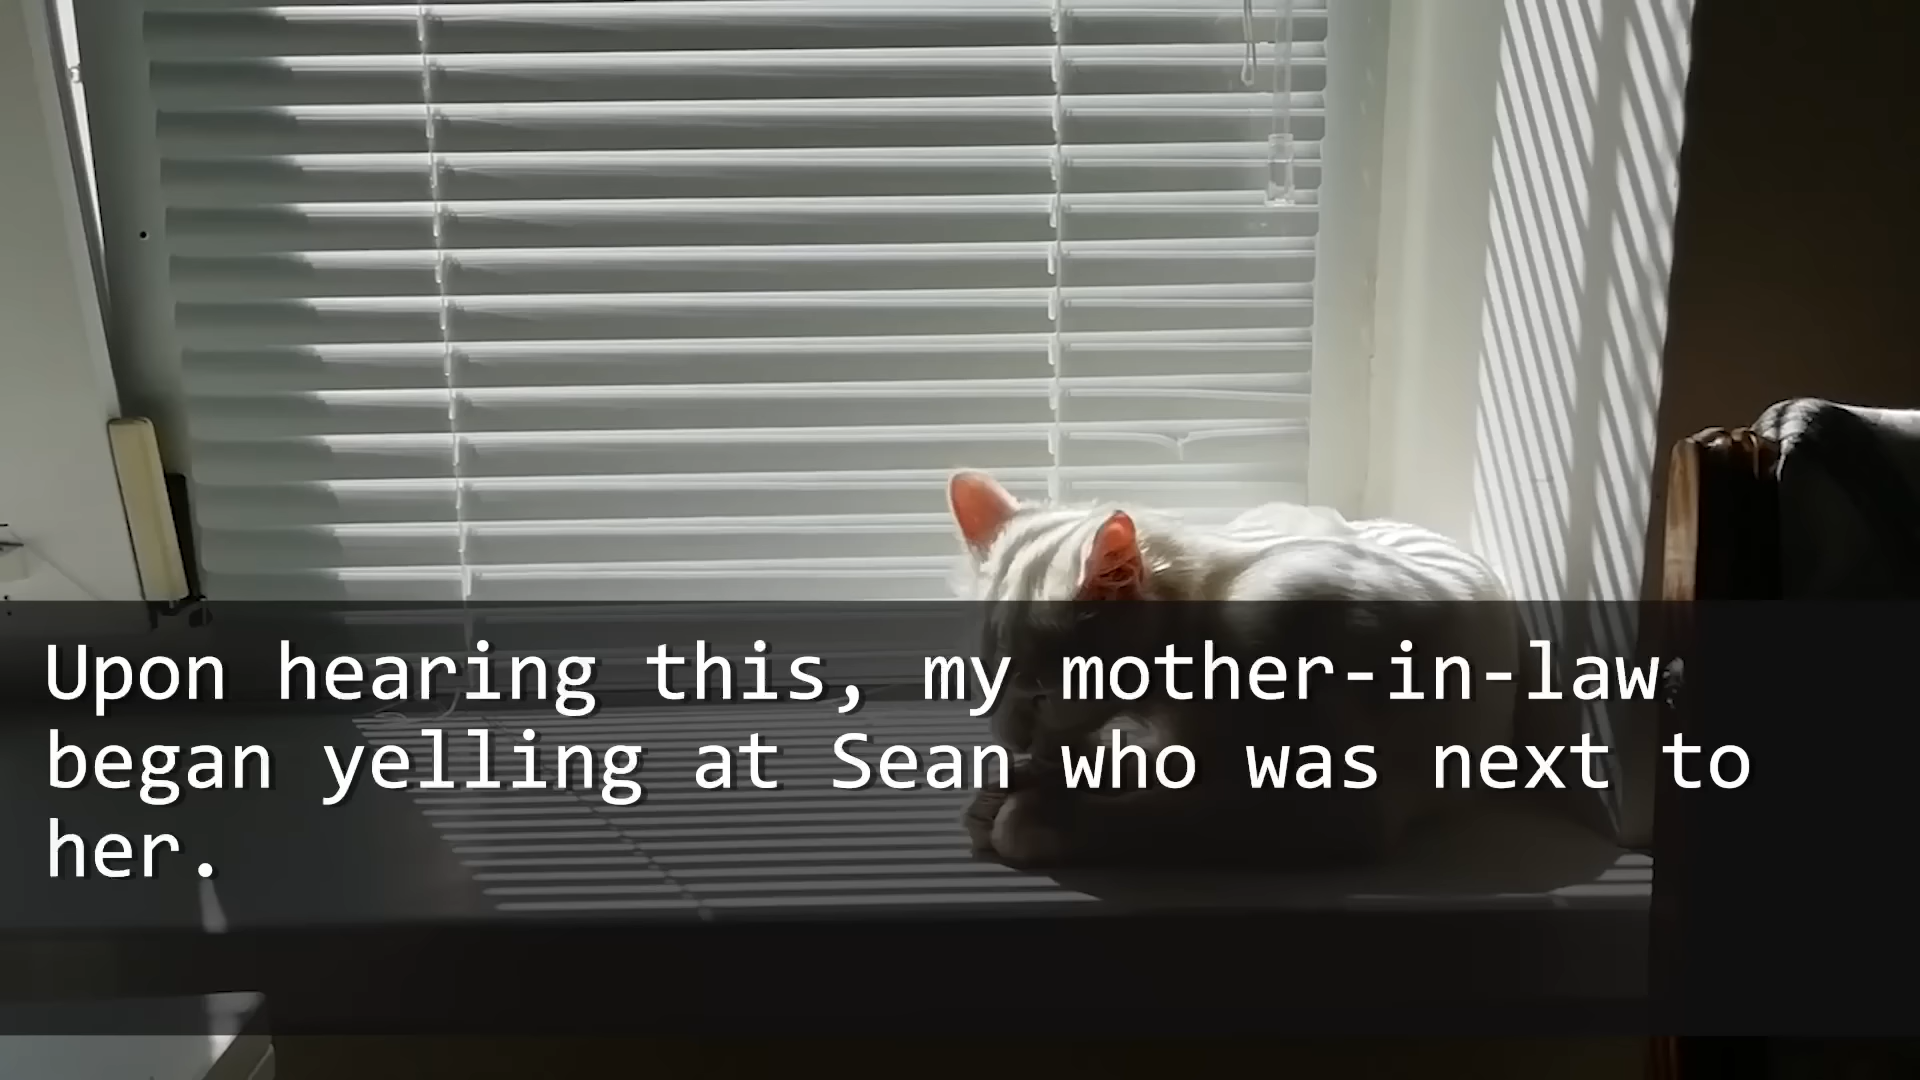 Upon hearing this, my mother-in-law
began yelling at Sean who was next to
her.